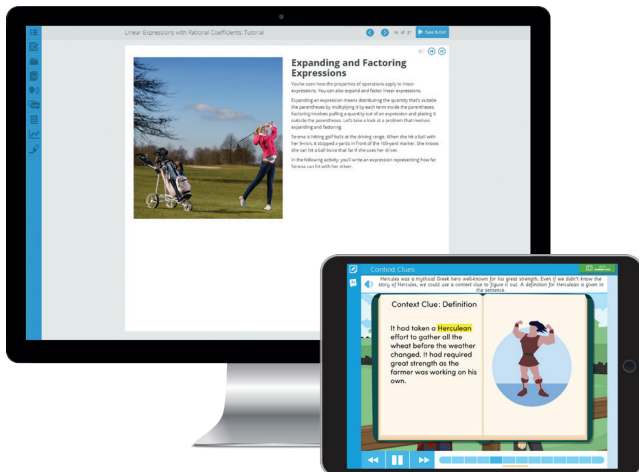 Linear Expressions with Rational Coefficients: Tutorial
of 21 Save & Exit
Expanding and Factoring
Expressions
You've seen how the properties of operations apply to linear
expressions. You can also expand and factor linear expressions.
Expanding an expression means distributing the quantity that's outside
the parentheses by multiplying it by each term inside the parentheses.
Factoring involves pulling a quantity out of an expression and placing it
outside the parentheses. Let's take a look at a problem that involves
expanding and factoring.
Serena is hitting golf balls at the driving range. When she hit a ball with
her 9-iron, it stopped x yards in front of the 100-yard marker. She knows
she can hit a ball twice that far if she uses her driver.
In the following activity, you'll write an expression representing how far
Serena can hit with her driver.
Context Clues
Hercules was a mythical Greek hero well-known for his great strength. Even if we didn't know the
story of Hercules, we could use a context clue to figure it out. A definition for Herculean is given in
the sentence.
Context Clue: Definition
It had taken a Herculean
effort to gather all the
wheat before the weather
changed. It had required
great strength as the
farmer was working on his
own.